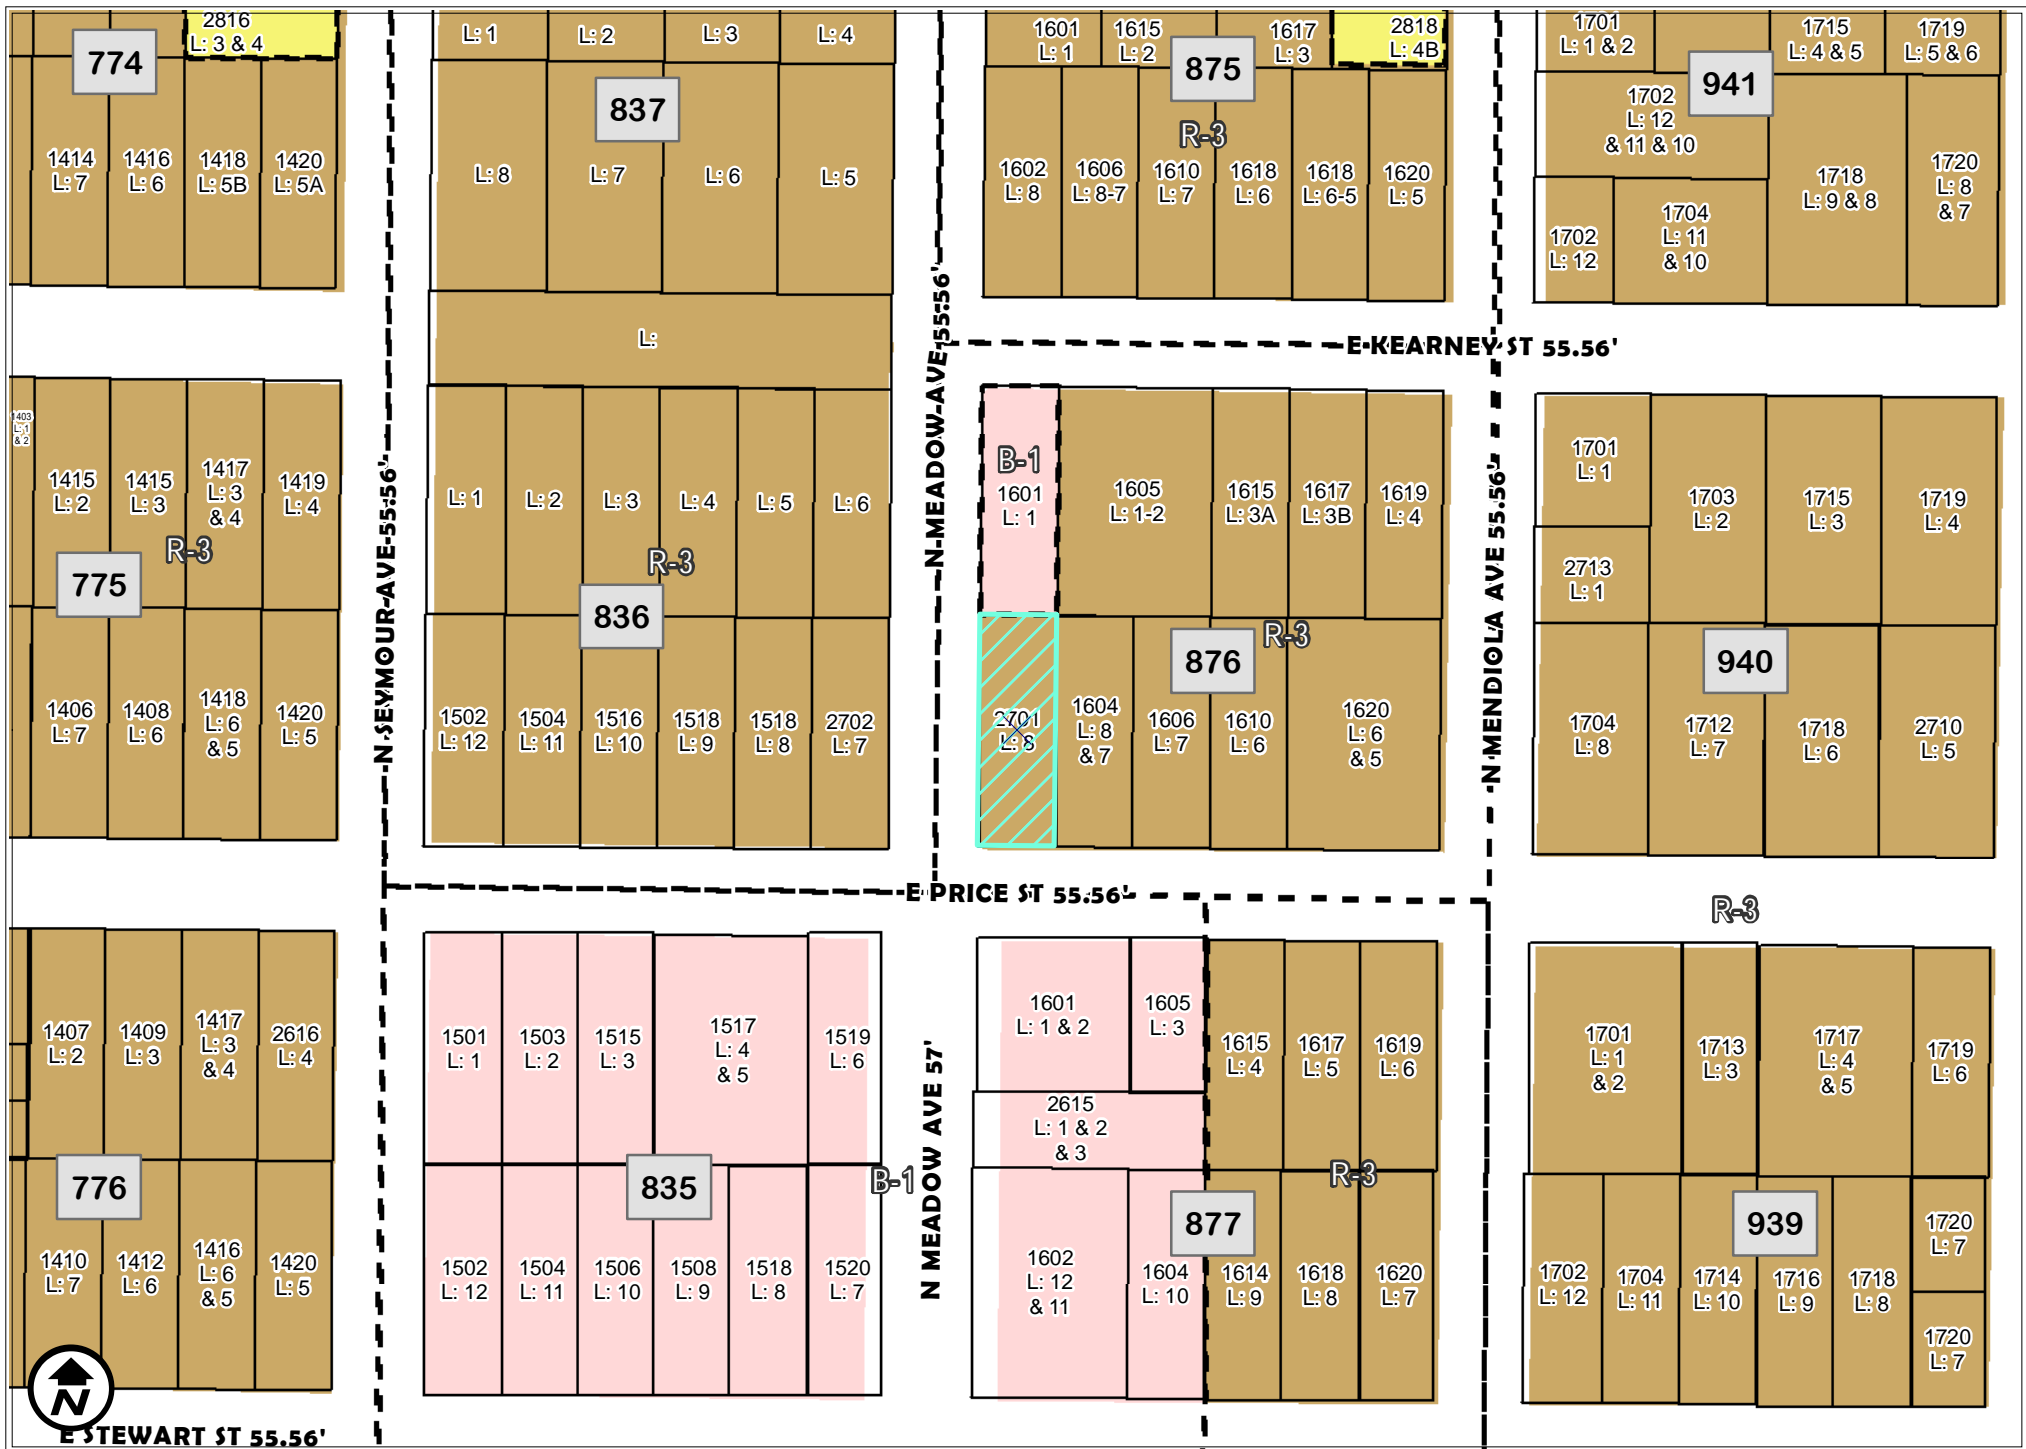 2816
L: 3 & 4
774
1414
L: 7
1416
L: 6
1418
L: 5B
1420
L: 5A
L: 1
L: 2
L: 3
L: 4
837
L: 8
L: 7
L: 6
L: 5
L:
1601
L: 1
1615
L: 2
1617
L: 3
2818
L: 4B
875
R-3
1602
L: 8
1606
L: 8-7
1610
L: 7
1618
L: 6
1618
L: 6-5
1620
L: 5
1701
L: 1 & 2
1715
L: 4 & 5
1719
L: 5 & 6
941
1702
L: 12
& 11 & 10
1702
L: 12
1704
L: 11
& 10
1718
L: 9 & 8
1720
L: 8
& 7
E KEARNEY ST 55.56'
N SEYMOUR AVE 55.56'
N MEADOW AVE 55.56'
N MENDIOLA AVE 55.56'
1403
L: 1
& 2
1415
L: 2
1415
L: 3
1417
L: 3
& 4
1419
L: 4
R-3
775
1406
L: 7
1408
L: 6
1418
L: 6
& 5
1420
L: 5
L: 1
L: 2
L: 3
L: 4
L: 5
L: 6
R-3
836
1502
L: 12
1504
L: 11
1516
L: 10
1518
L: 9
1518
L: 8
2702
L: 7
B-1
1601
L: 1
1605
L: 1-2
1615
L: 3A
1617
L: 3B
1619
L: 4
R-3
876
2701
L: 8
1604
L: 8
& 7
1606
L: 7
1610
L: 6
1620
L: 6
& 5
1701
L: 1
2713
L: 1
1703
L: 2
1715
L: 3
1719
L: 4
940
1704
L: 8
1712
L: 7
1718
L: 6
2710
L: 5
E PRICE ST 55.56'
R-3
1407
L: 2
1409
L: 3
1417
L: 3
& 4
2616
L: 4
776
1410
L: 7
1412
L: 6
1416
L: 6
& 5
1420
L: 5
1501
L: 1
1503
L: 2
1515
L: 3
1517
L: 4
& 5
1519
L: 6
835
B-1
1502
L: 12
1504
L: 11
1506
L: 10
1508
L: 9
1518
L: 8
1520
L: 7
N MEADOW AVE 57'
1601
L: 1 & 2
1605
L: 3
2615
L: 1 & 2
& 3
1615
L: 4
1617
L: 5
1619
L: 6
R-3
877
1602
L: 12
& 11
1604
L: 10
1614
L: 9
1618
L: 8
1620
L: 7
1701
L: 1
& 2
1713
L: 3
1717
L: 4
& 5
1719
L: 6
939
1702
L: 12
1704
L: 11
1714
L: 10
1716
L: 9
1718
L: 8
1720
L: 7
1720
L: 7
N
E STEWART ST 55.56'